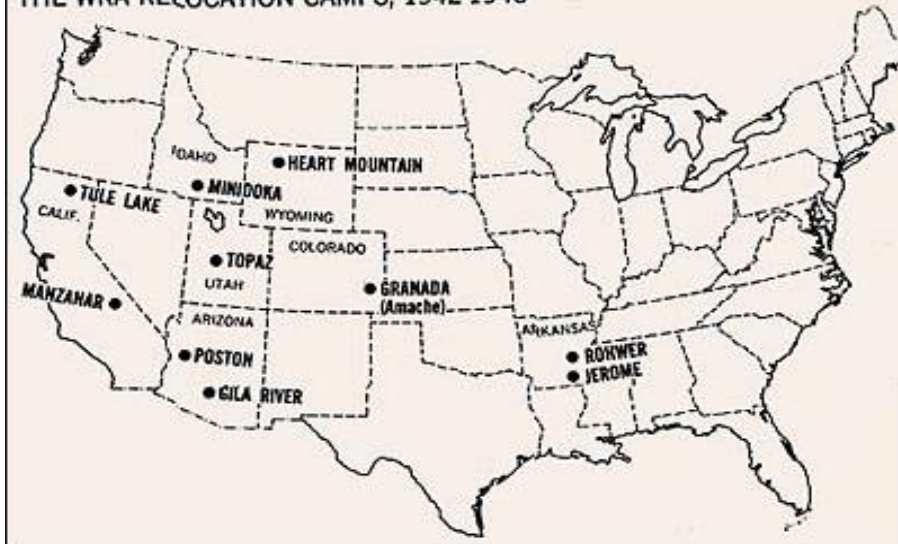 THE WRA RELOCATION CAMPS, 1942-1946
IDAHO
HEART MOUNTAIN
MINIDOKA
TULE LAKE
CALIF.
WYOMING
COLORADO
TOPAZ
UTAH
GRANADA
(Amache)
MANZANAR
ARIZONA
ARKANSAS
POSTON
ROHWER
JEROME
GILA RIVER